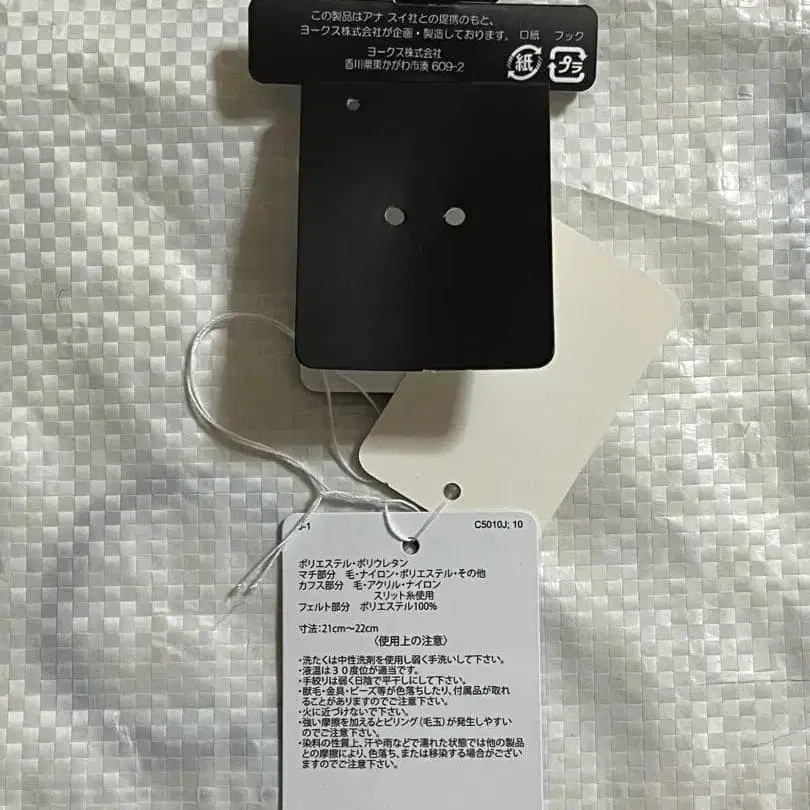 この製品はアナ スイ社との提携のもと、
ヨークス株式会社が企画・製造しております。 口紙 フック
ヨークス株式会社
香川県東かがわ市湊 609-2
紙 プラ
J-1 C5010J; 10
ポリエステル・ポリウレタン
マチ部分 毛・ナイロン・ポリエステル・その他
カフス部分 毛・アクリル・ナイロン
スリット糸使用
フェルト部分 ポリエステル100%
寸法：21cm〜22cm
〈使用上の注意〉
・洗たくは中性洗剤を使用し弱く手洗いして下さい。
・液温は３０度位が適当です。
・手絞りは弱く日陰で平干しにして下さい。
・獣毛・金具・ビーズ等が色落ちしたり、付属品が取れ
ることがありますのでご注意下さい。
・火に近づけないで下さい。
・強い摩擦を加えるとピリング（毛玉）が発生しやすい
のでご注意下さい。
・染料の性質上、汗や雨などで濡れた状態では他の製品
との摩擦により、色落ち、または移染する場合がござい
ますのでご注意下さい。